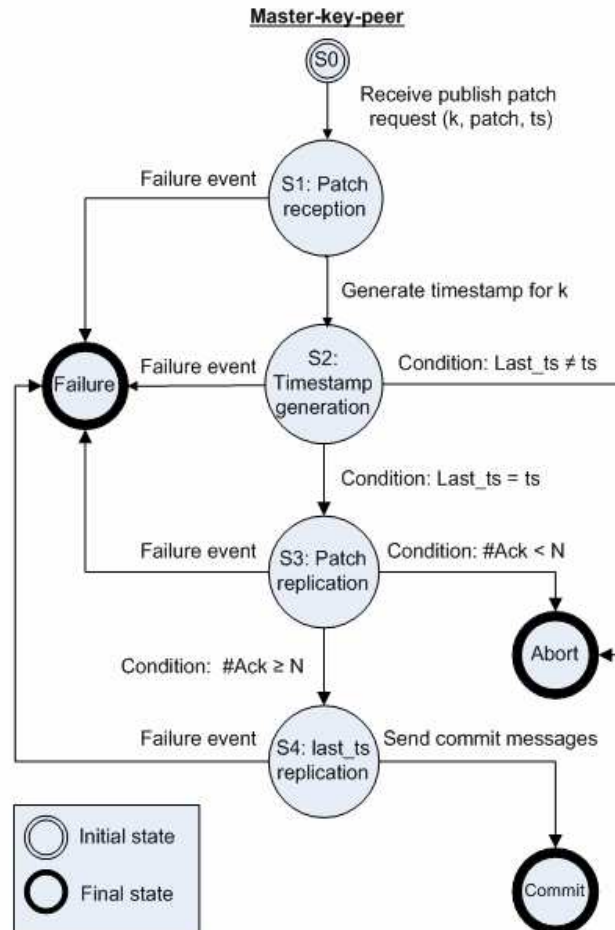 Master-key-peer
S0
Receive publish patch
request (k, patch, ts)
Failure event
S1: Patch
reception
Generate timestamp for k
S2:
Timestamp
generation
Failure event
Condition: Last_ts ≠ ts
Failure
Condition: Last_ts = ts
Failure event
S3: Patch
replication
Condition: #Ack < N
Abort
Condition: #Ack ≥ N
Failure event
S4: last_ts
replication
Send commit messages
Initial state
Final state
Commit